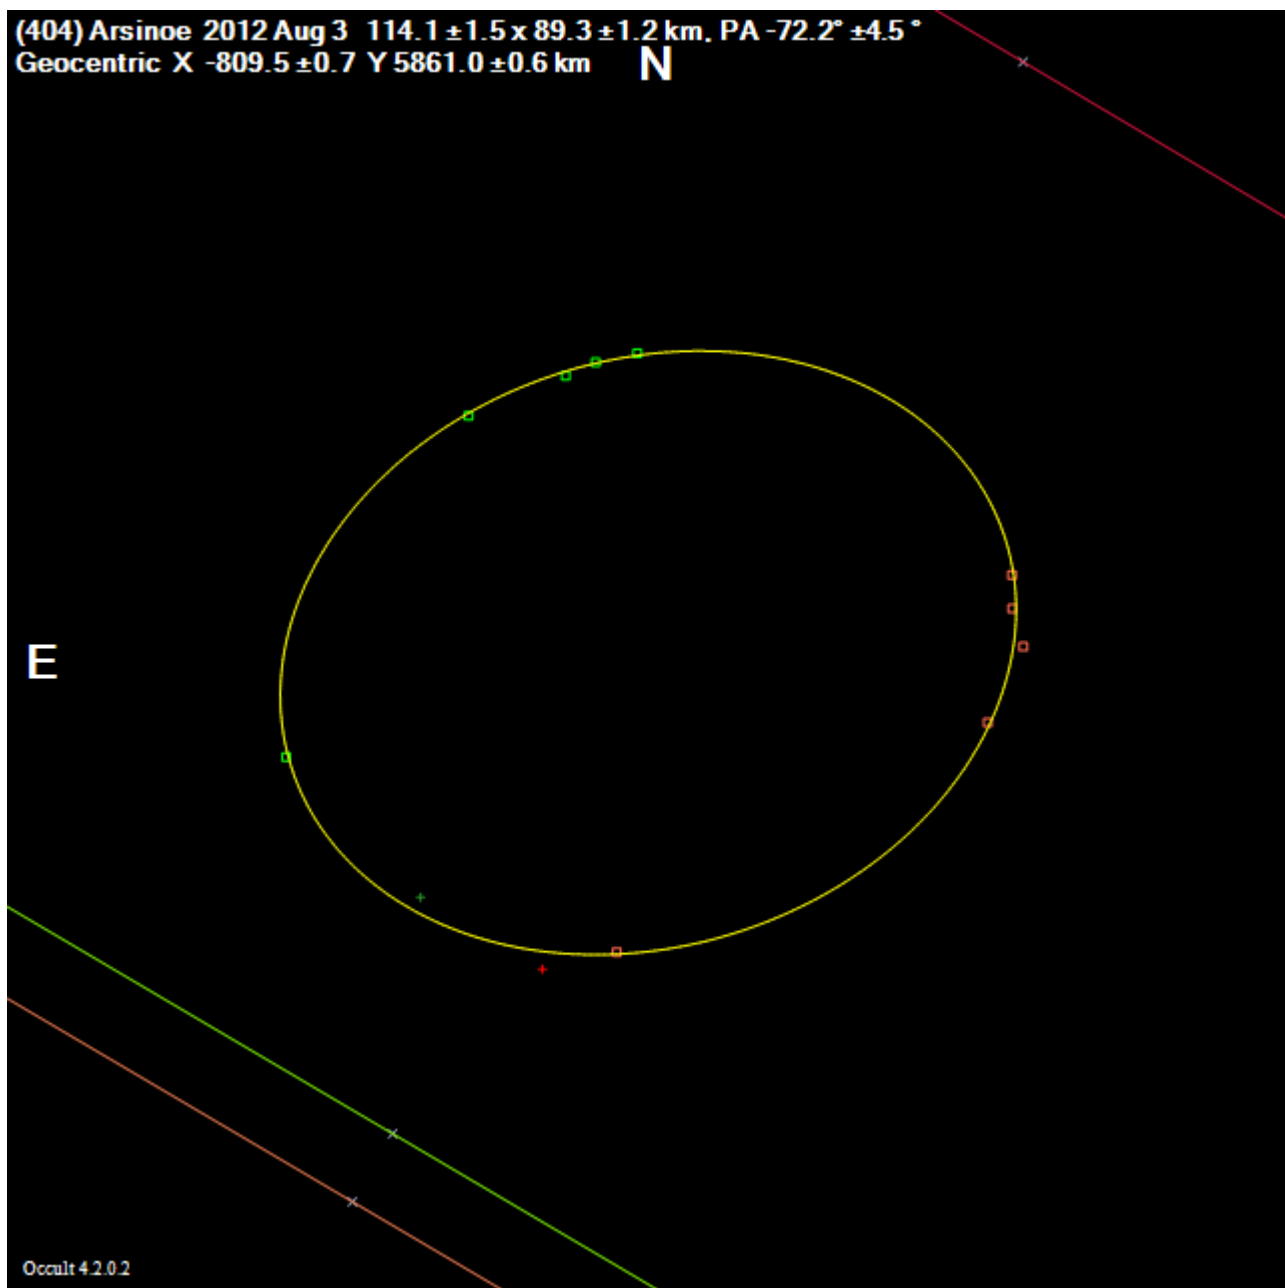 (404) Arsinoe 2012 Aug 3 114.1 ±1.5 x 89.3 ±1.2 km, PA -72.2° ±4.5 °
Geocentric X -809.5 ±0.7 Y 5861.0 ±0.6 km
N
E
Occult 4.2.0.2